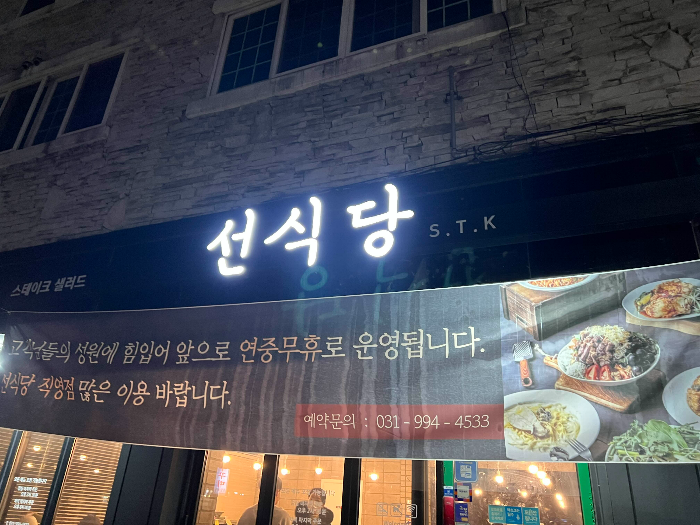 선식당 S.T.K
스테이크 샐러드
고객님들의 성원에 힘입어 앞으로 연중무휴로 운영됩니다.
선식당 직영점 많은 이용 바랍니다.
예약문의 : 031 - 994 - 4533